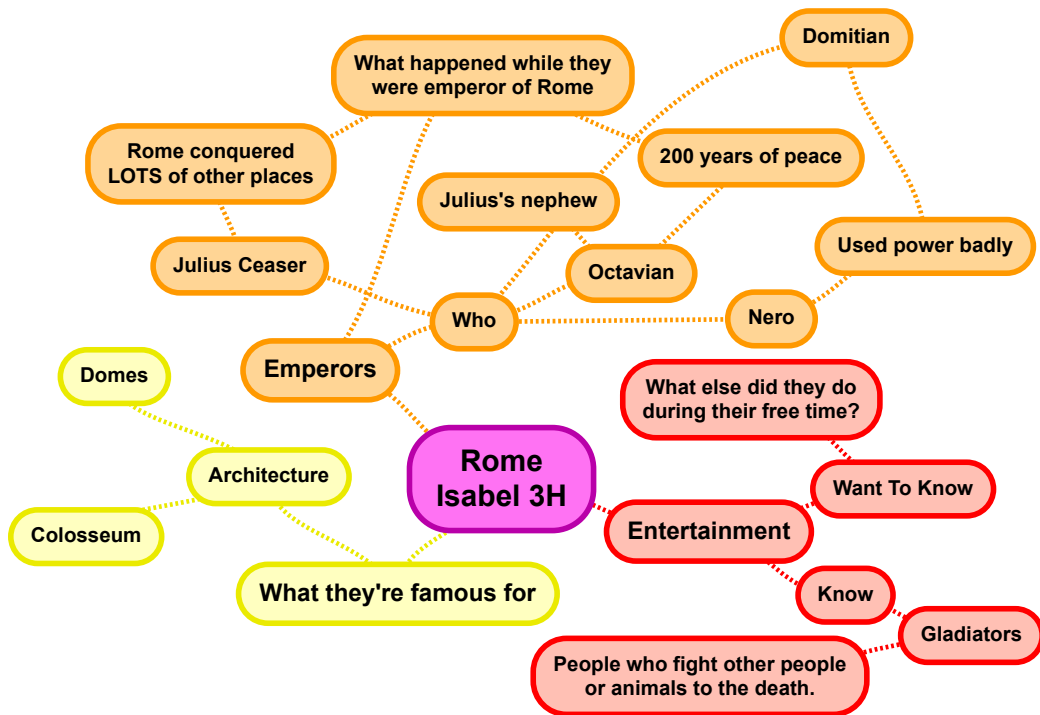 Domitian
What happened while they
were emperor of Rome
Rome conquered
LOTS of other places
200 years of peace
Julius's nephew
Used power badly
Julius Ceaser
Octavian
Who
Nero
Emperors
Domes
What else did they do
during their free time?
Rome
Isabel 3H
Architecture
Want To Know
Colosseum
Entertainment
What they're famous for
Know
Gladiators
People who fight other people
or animals to the death.